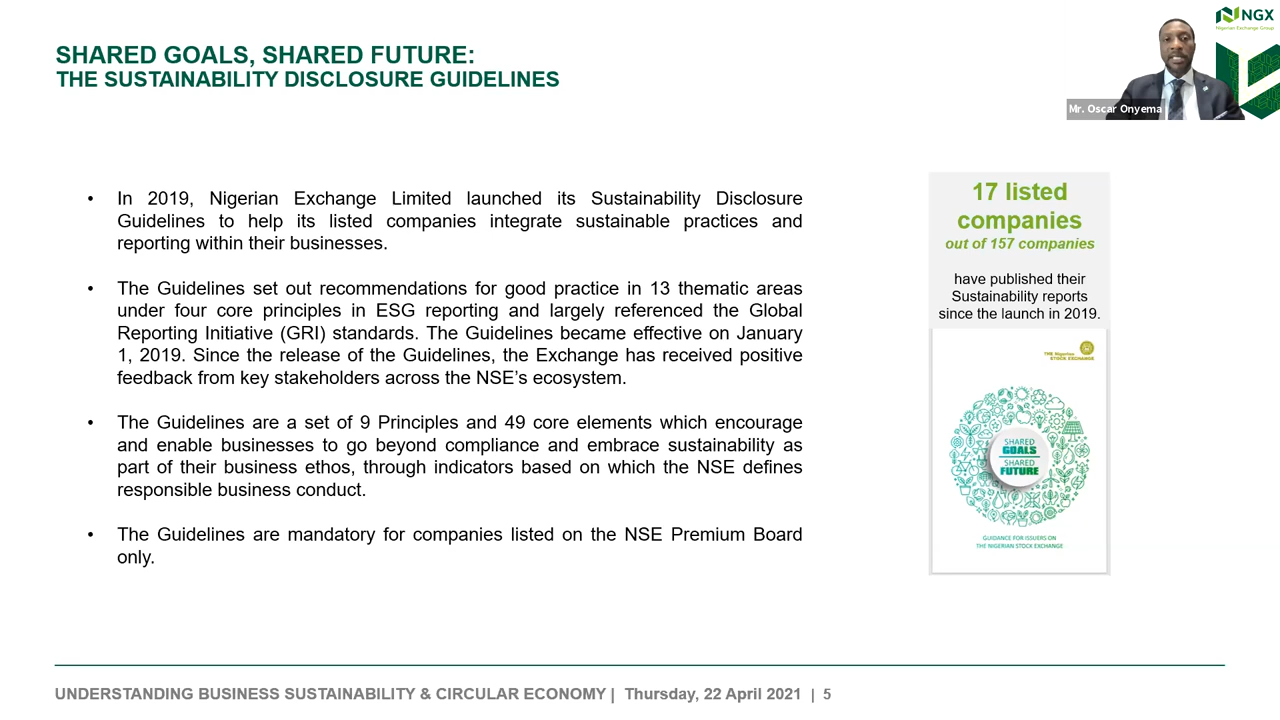 NGX
Nigerian Exchange Group
SHARED GOALS, SHARED FUTURE:
THE SUSTAINABILITY DISCLOSURE GUIDELINES
Mr. Oscar Onyema
• In 2019, Nigerian Exchange Limited launched its Sustainability Disclosure
Guidelines to help its listed companies integrate sustainable practices and
reporting within their businesses.
• The Guidelines set out recommendations for good practice in 13 thematic areas
under four core principles in ESG reporting and largely referenced the Global
Reporting Initiative (GRI) standards. The Guidelines became effective on January
1, 2019. Since the release of the Guidelines, the Exchange has received positive
feedback from key stakeholders across the NSE’s ecosystem.
• The Guidelines are a set of 9 Principles and 49 core elements which encourage
and enable businesses to go beyond compliance and embrace sustainability as
part of their business ethos, through indicators based on which the NSE defines
responsible business conduct.
• The Guidelines are mandatory for companies listed on the NSE Premium Board
only.
17 listed
companies
out of 157 companies
have published their
Sustainability reports
since the launch in 2019.
THE Nigerian
STOCK EXCHANGE
SHARED
GOALS
SHARED
FUTURE
GUIDANCE FOR ISSUERS ON
THE NIGERIAN STOCK EXCHANGE
UNDERSTANDING BUSINESS SUSTAINABILITY & CIRCULAR ECONOMY | Thursday, 22 April 2021 | 5